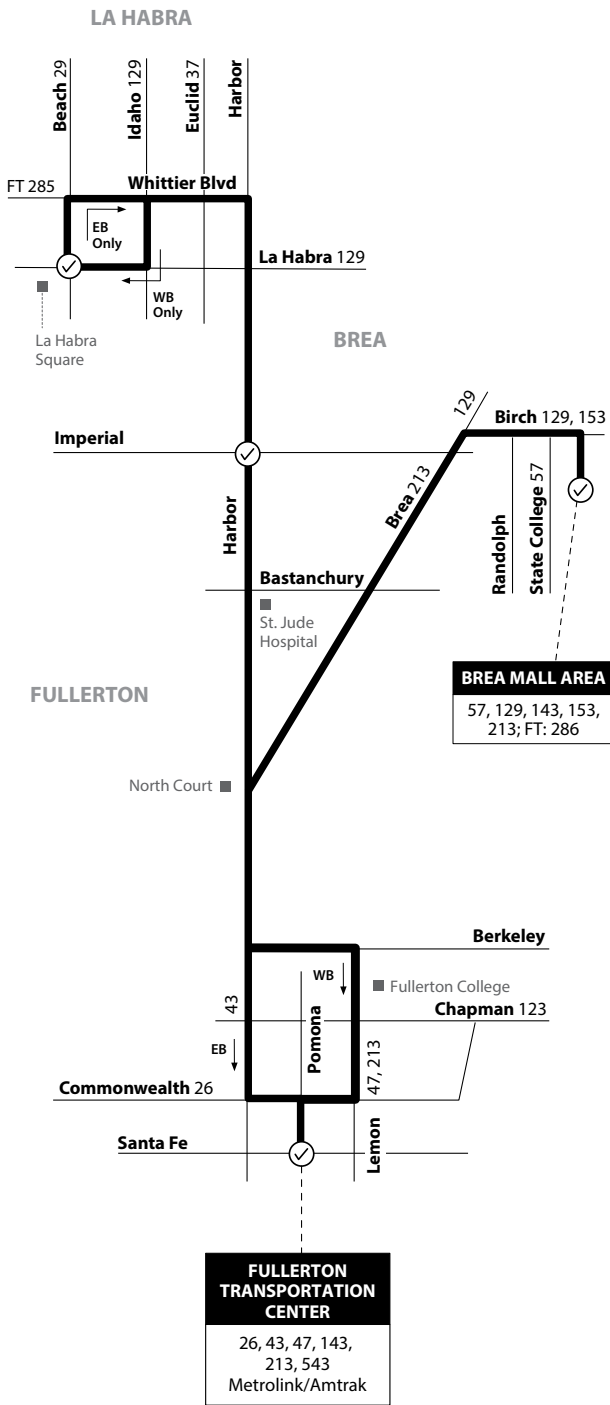 LA HABRA
Beach 29
Idaho 129
Euclid 37
Harbor
FT 285
Whittier Blvd
EB
Only
La Habra 129
WB
Only
La Habra
Square
BREA
129
Birch 129, 153
Imperial
Brea 213
Harbor
Randolph
State College 57
Bastanchury
St. Jude
Hospital
FULLERTON
BREA MALL AREA
57, 129, 143, 153,
213; FT: 286
North Court
Berkeley
WB
Fullerton College
43
Pomona
Chapman 123
EB
47, 213
Commonwealth 26
Santa Fe
Lemon
FULLERTON
TRANSPORTATION
CENTER
26, 43, 47, 143,
213, 543
Metrolink/Amtrak